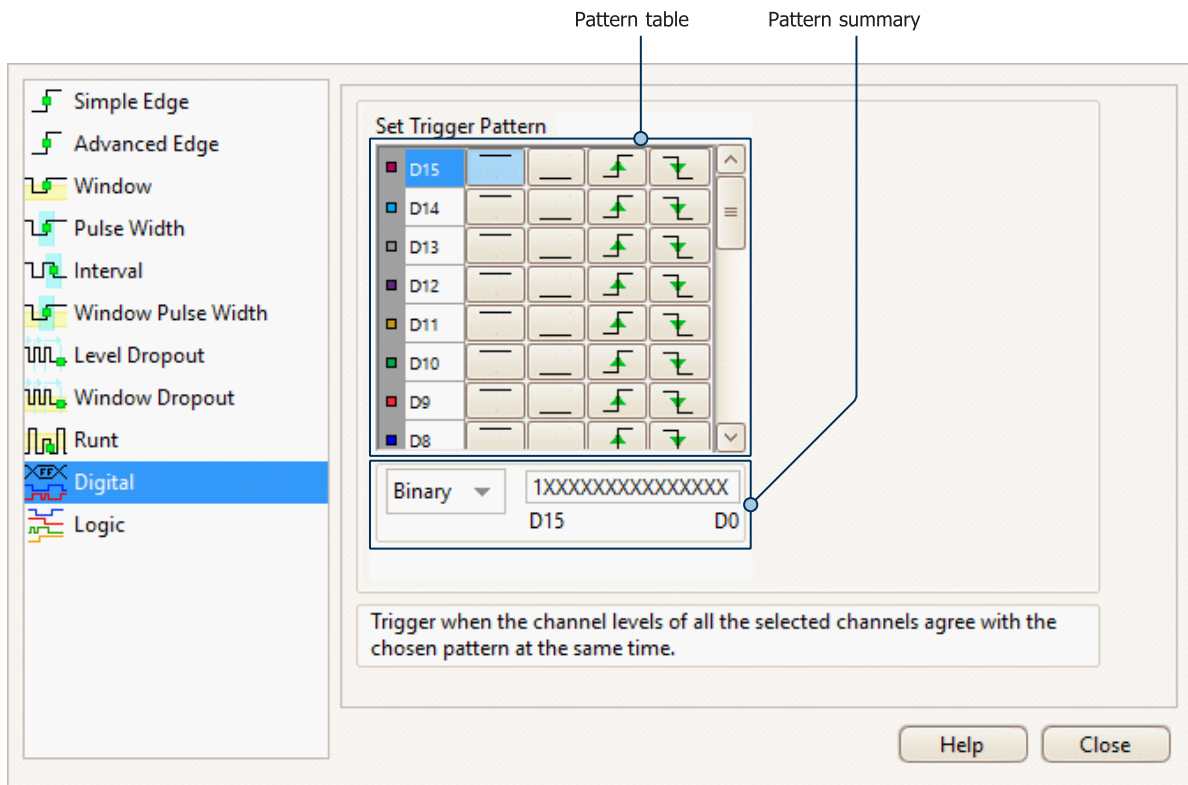 Pattern table
Pattern summary
Simple Edge
Advanced Edge
Window
Pulse Width
Interval
Window Pulse Width
Level Dropout
Window Dropout
Runt
FF
Digital
Logic
Set Trigger Pattern
D15
D14
D13
D12
D11
D10
D9
D8
Binary
1XXXXXXXXXXXXXXX
D15 D0
Trigger when the channel levels of all the selected channels agree with the
chosen pattern at the same time.
Help
Close